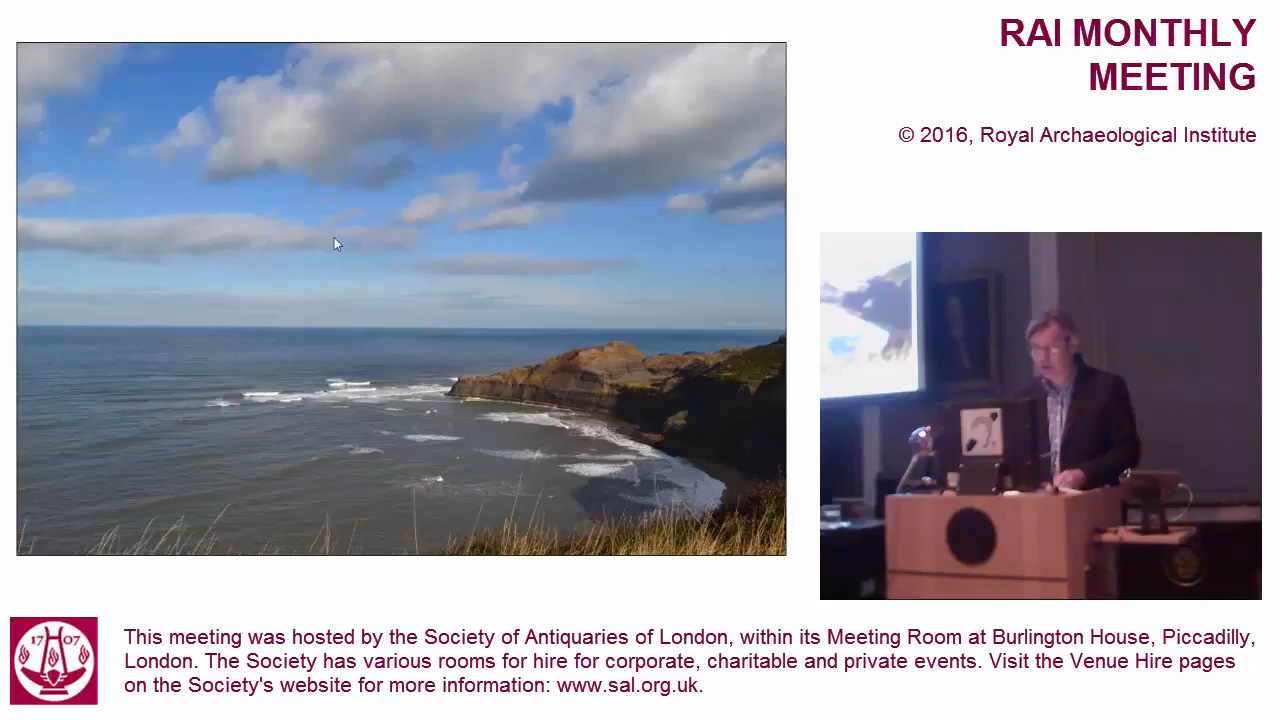 RAI MONTHLY
MEETING
© 2016, Royal Archaeological Institute
17 07
This meeting was hosted by the Society of Antiquaries of London, within its Meeting Room at Burlington House, Piccadilly,
London. The Society has various rooms for hire for corporate, charitable and private events. Visit the Venue Hire pages
on the Society's website for more information: www.sal.org.uk.